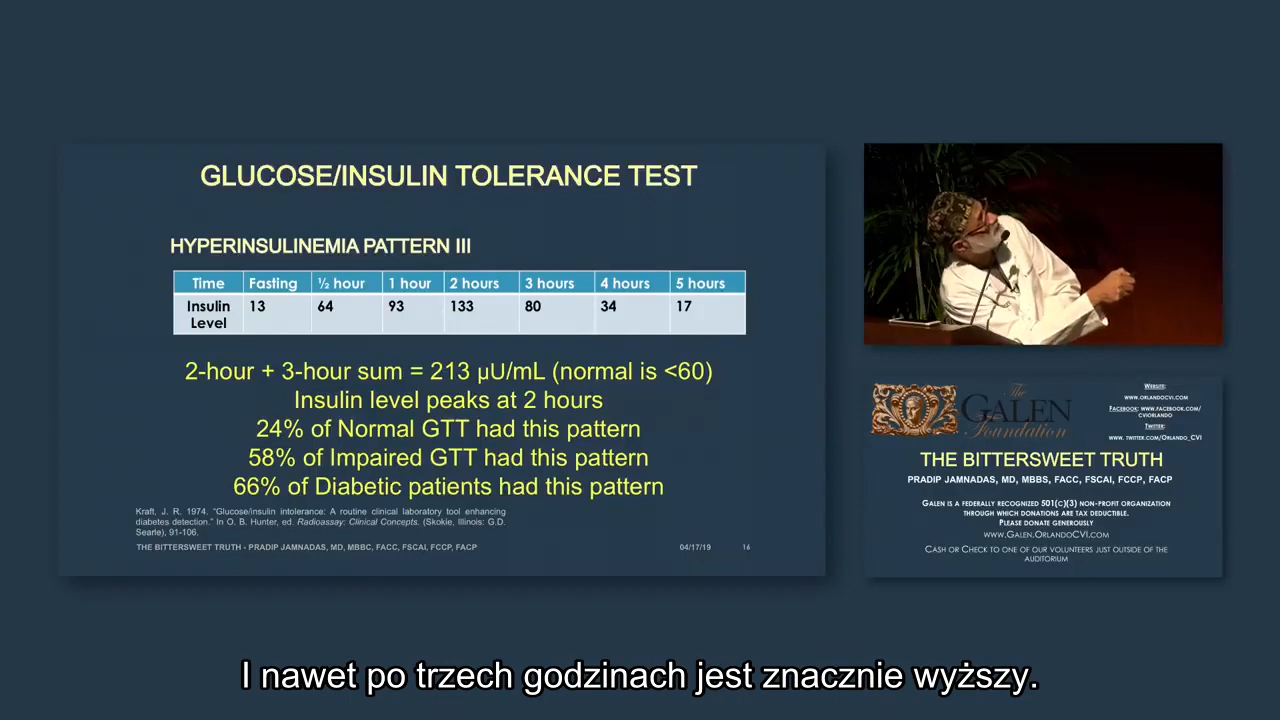 GLUCOSE/INSULIN TOLERANCE TEST
HYPERINSULINEMIA PATTERN III
Time Fasting ½ hour 1 hour 2 hours 3 hours 4 hours 5 hours
Insulin Level 13 64 93 133 80 34 17
2-hour + 3-hour sum = 213 µU/mL (normal is <60)
Insulin level peaks at 2 hours
24% of Normal GTT had this pattern
58% of Impaired GTT had this pattern
66% of Diabetic patients had this pattern
Kraft, J. R. 1974. “Glucose/insulin intolerance: A routine clinical laboratory tool enhancing
diabetes detection.” In O. B. Hunter, ed. Radioassay: Clinical Concepts. (Skokie, Illinois: G.D.
Searle), 91-106.
THE BITTERSWEET TRUTH - PRADIP JAMNADAS, MD, MBBC, FACC, FSCAI, FCCP, FACP 04/17/19 16
The
GALEN
Foundation
Website:
www.orlandocvi.com
Facebook: www.facebook.com/
cviorlando
Twitter:
www. twitter.com/Orlando_CVI
THE BITTERSWEET TRUTH
PRADIP JAMNADAS, MD, MBBS, FACC, FSCAI, FCCP, FACP
Galen is a federally recognized 501(c)(3) non-profit organization
through which donations are tax deductible.
Please donate generously
www.Galen.OrlandoCVI.com
Cash or Check to one of our volunteers just outside of the
auditorium
I nawet po trzech godzinach jest znacznie wyższy.